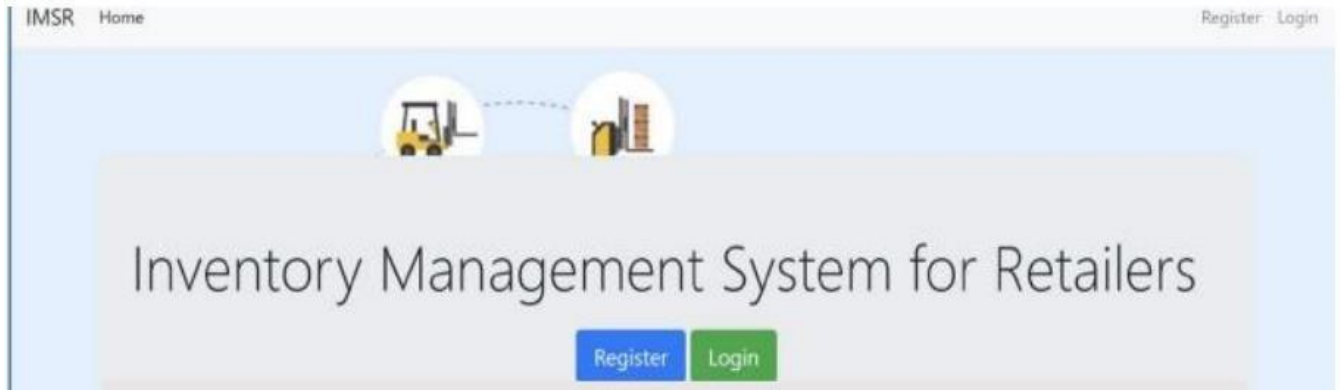 IMSR Home Register Login
Inventory Management System for Retailers
Register Login